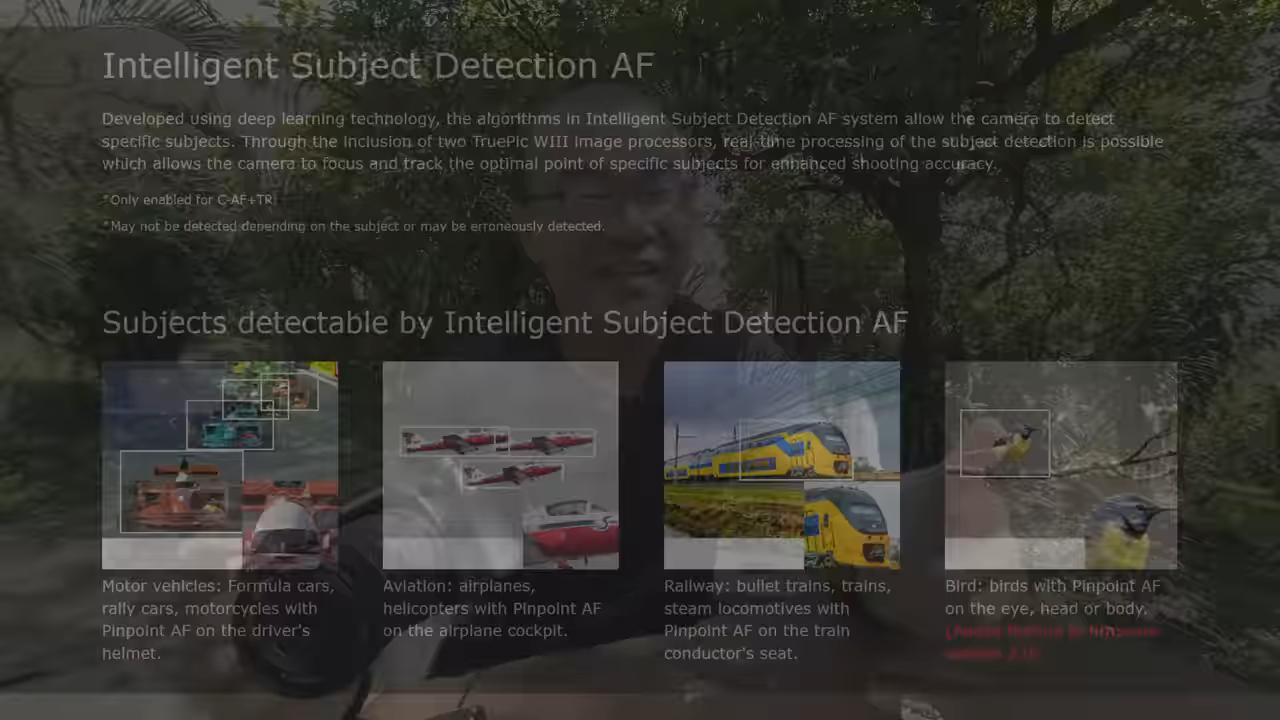 Intelligent Subject Detection AF
Developed using deep learning technology, the algorithms in Intelligent Subject Detection AF system allow the camera to detect
specific subjects. Through the inclusion of two TruePic WIII image processors, real-time processing of the subject detection is possible
which allows the camera to focus and track the optimal point of specific subjects for enhanced shooting accuracy.
*Only enabled for C-AF+TR
*May not be detected depending on the subject or may be erroneously detected.
Subjects detectable by Intelligent Subject Detection AF
Motor vehicles: Formula cars,
rally cars, motorcycles with
Pinpoint AF on the driver's
helmet.
Aviation: airplanes,
helicopters with Pinpoint AF
on the airplane cockpit.
Railway: bullet trains, trains,
steam locomotives with
Pinpoint AF on the train
conductor's seat.
Bird: birds with Pinpoint AF
on the eye, head or body.